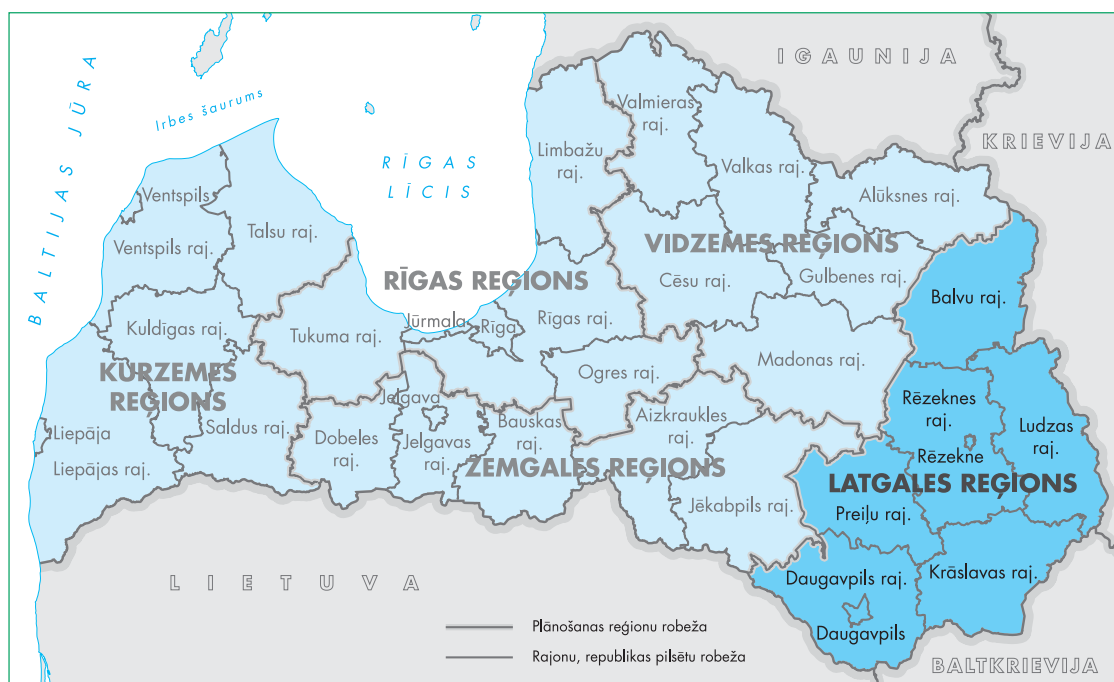 IGAUNIJA
KRIEVIJA
BALTIJAS JŪRA
Irbes šaurums
RĪGAS
LĪCIS
Valmieras
raj.
Limbažu
raj.
Valkas raj.
Alūksnes raj.
Ventspils
Ventspils raj.
Talsu raj.
VIDZEMES REĢIONS
RĪGAS REĢIONS
Cēsu raj.
Gulbenes raj.
Balvu raj.
Kuldīgas raj.
Tukuma raj.
Jūrmala
Rīga
Rīgas raj.
KURZEMES
REĢIONS
Ogres raj.
Madonas raj.
Jelgava
Rēzeknes
raj.
Ludzas
raj.
Liepāja
Liepājas raj.
Saldus raj.
Dobeles
raj.
Jelgavas
raj.
Bauskas
raj.
Aizkraukles
raj.
Rēzekne
ZEMGALES REĢIONS
LATGALES REĢIONS
Jēkabpils raj.
Preiļu raj.
LIETUVA
Daugavpils raj.
Krāslavas raj.
Daugavpils
Plānošanas reģionu robeža
Rajonu, republikas pilsētu robeža
BALTKRIEVIJA